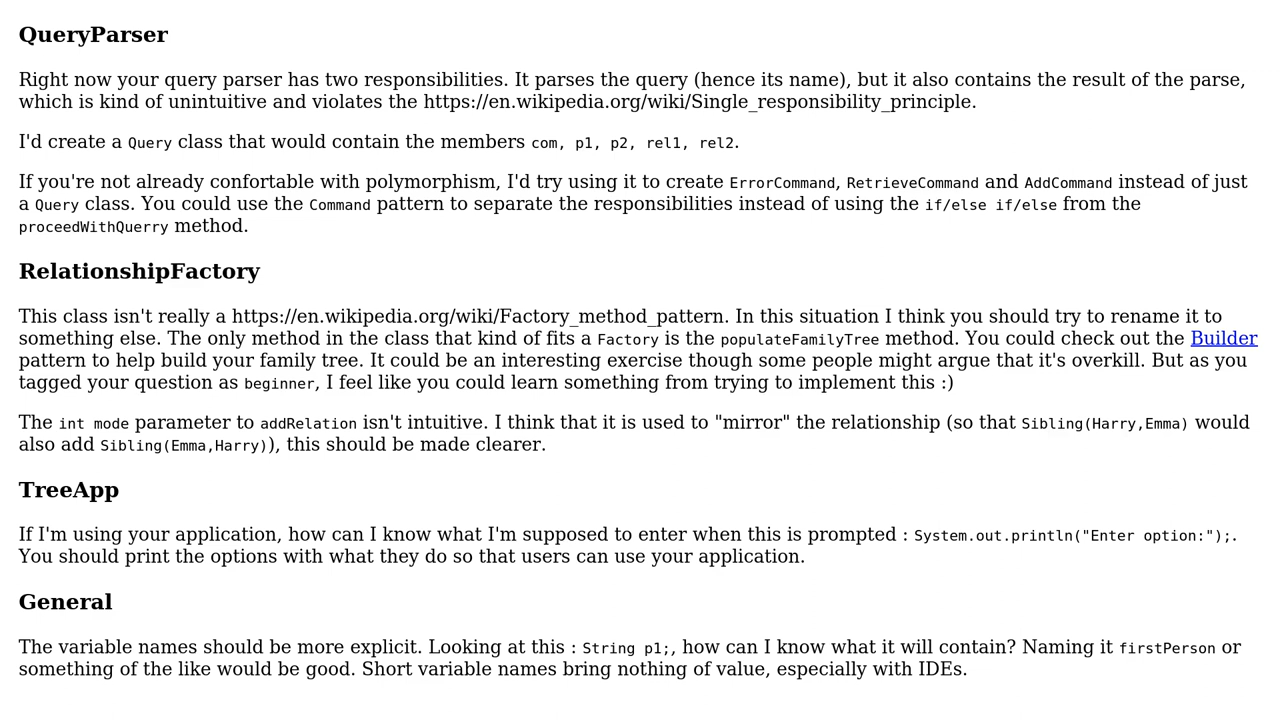 QueryParser
Right now your query parser has two responsibilities. It parses the query (hence its name), but it also contains the result of the parse,
which is kind of unintuitive and violates the https://en.wikipedia.org/wiki/Single_responsibility_principle.
I'd create a Query class that would contain the members com, p1, p2, rel1, rel2.
If you're not already confortable with polymorphism, I'd try using it to create ErrorCommand, RetrieveCommand and AddCommand instead of just
a Query class. You could use the Command pattern to separate the responsibilities instead of using the if/else if/else from the
proceedWithQuerry method.
RelationshipFactory
This class isn't really a https://en.wikipedia.org/wiki/Factory_method_pattern. In this situation I think you should try to rename it to
something else. The only method in the class that kind of fits a Factory is the populateFamilyTree method. You could check out the Builder
pattern to help build your family tree. It could be an interesting exercise though some people might argue that it's overkill. But as you
tagged your question as beginner, I feel like you could learn something from trying to implement this :)
The int mode parameter to addRelation isn't intuitive. I think that it is used to "mirror" the relationship (so that Sibling(Harry,Emma) would
also add Sibling(Emma,Harry)), this should be made clearer.
TreeApp
If I'm using your application, how can I know what I'm supposed to enter when this is prompted : System.out.println("Enter option:");.
You should print the options with what they do so that users can use your application.
General
The variable names should be more explicit. Looking at this : String p1;, how can I know what it will contain? Naming it firstPerson or
something of the like would be good. Short variable names bring nothing of value, especially with IDEs.